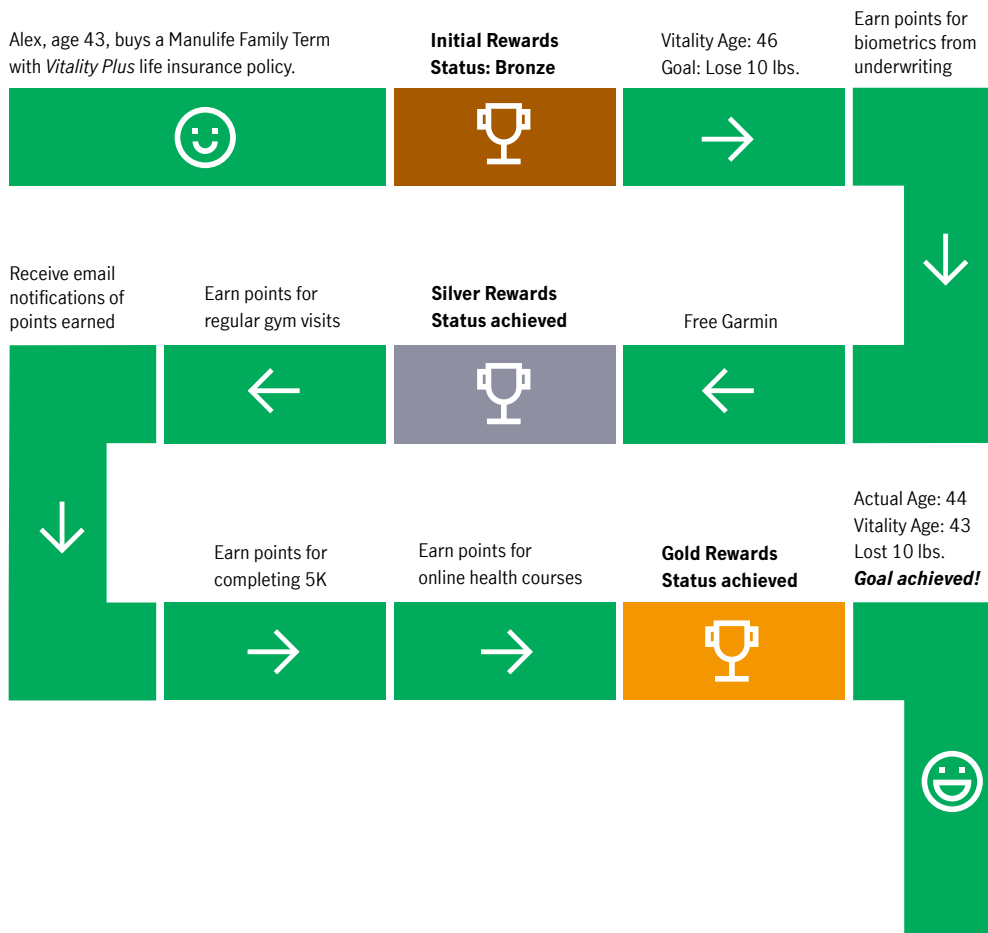 Alex, age 43, buys a Manulife Family Term
with Vitality Plus life insurance policy.
Initial Rewards
Status: Bronze
Vitality Age: 46
Goal: Lose 10 lbs.
Earn points for
biometrics from
underwriting
Free Garmin
Silver Rewards
Status achieved
Earn points for
regular gym visits
Receive email
notifications of
points earned
Earn points for
completing 5K
Earn points for
online health courses
Gold Rewards
Status achieved
Actual Age: 44
Vitality Age: 43
Lost 10 lbs.
Goal achieved!